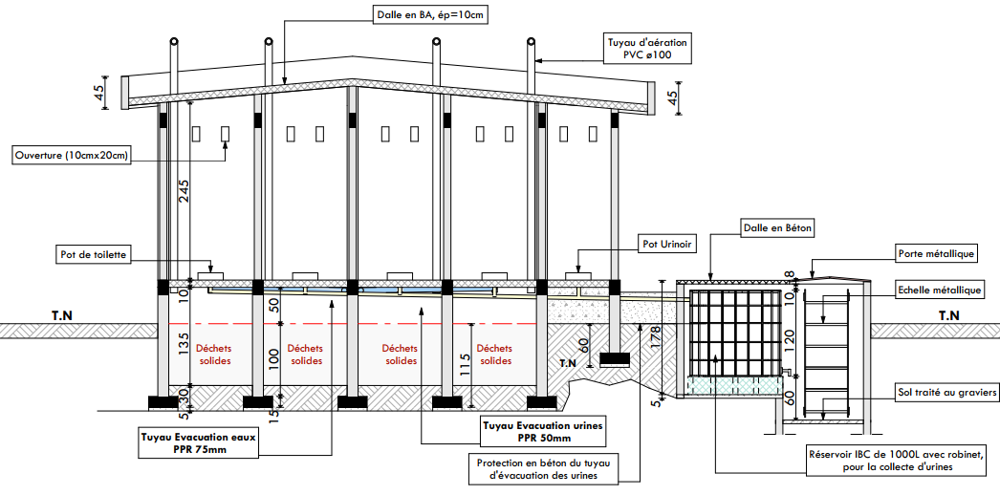 Dalle en BA, ép=10cm
Tuyau d'aération
PVC ø100
45
45
Ouverture (10cmx20cm)
245
Pot de toilette
Pot Urinoir
Dalle en Béton
Porte métallique
8
10
10
50
Echelle métallique
T.N
T.N
135
100
115
60
178
120
Déchets
solides
Déchets
solides
Déchets
solides
Déchets
solides
T.N
30
5
15
5
60
Sol traité au graviers
Tuyau Evacuation eaux
PPR 75mm
Tuyau Evacuation urines
PPR 50mm
Protection en béton du tuyau
d'évacuation des urines
Réservoir IBC de 1000L avec robinet,
pour la collecte d'urines